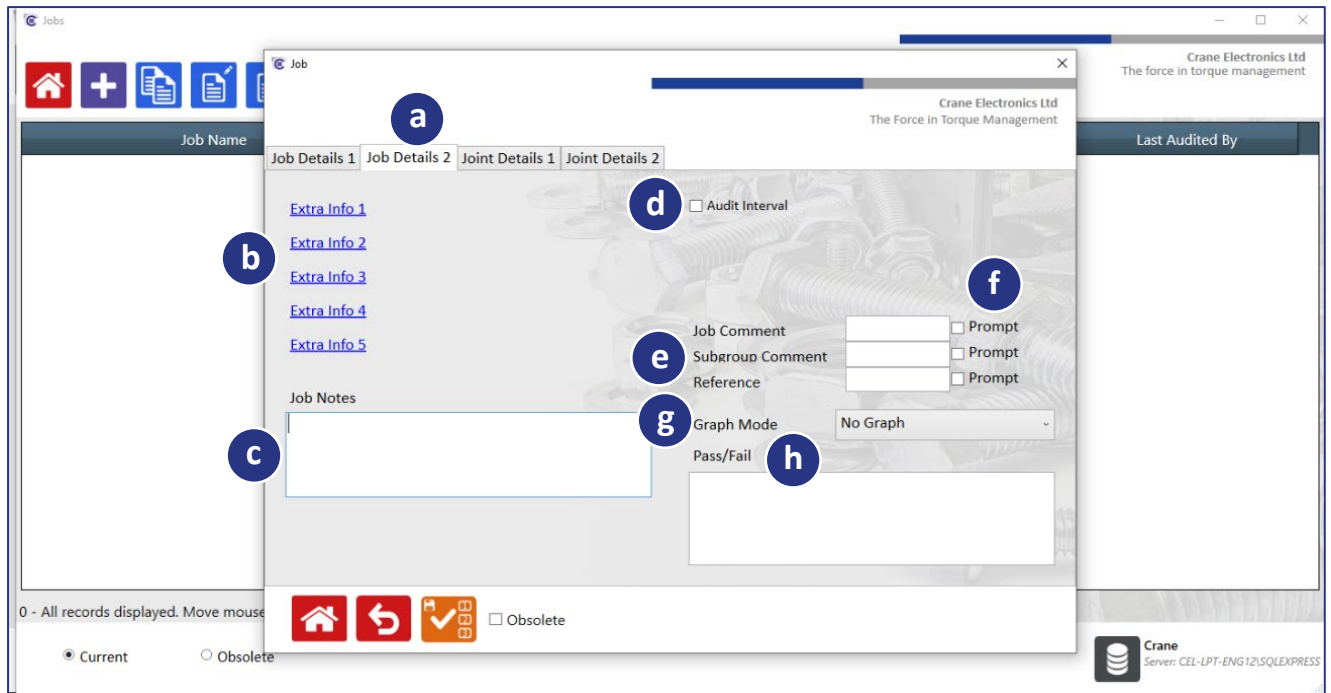 Jobs
Crane Electronics Ltd
The force in torque management
Job Name
Last Audited By
Job
Crane Electronics Ltd
The Force in Torque Management
a
Job Details 1 Job Details 2 Joint Details 1 Joint Details 2
Extra Info 1
d Audit Interval
Extra Info 2
b
Extra Info 3
f
Extra Info 4
Job Comment Prompt
Extra Info 5
e Subgroup Comment Prompt
Reference Prompt
Job Notes
g Graph Mode No Graph
c
Pass/Fail h
0 - All records displayed. Move mouse
Obsolete
Current Obsolete
Crane
Server: CEL-LPT-ENG12\SQLEXPRESS